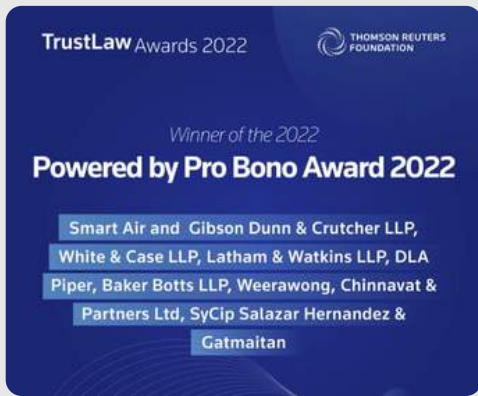 TrustLaw Awards 2022
THOMSON REUTERS
FOUNDATION
Winner of the 2022
Powered by Pro Bono Award 2022
Smart Air and Gibson Dunn & Crutcher LLP,
White & Case LLP, Latham & Watkins LLP, DLA
Piper, Baker Botts LLP, Weerawong, Chinnavat &
Partners Ltd, SyCip Salazar Hernandez &
Gatmaitan